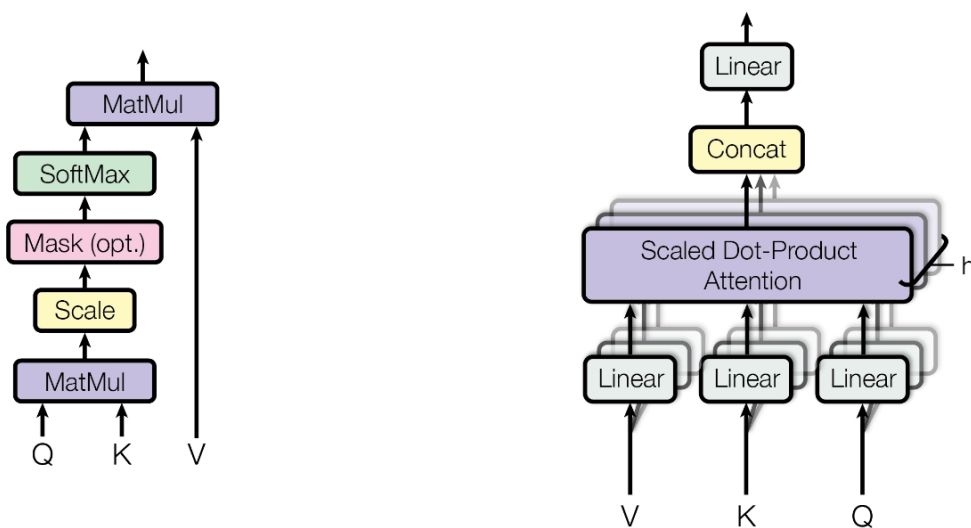 MatMul
SoftMax
Mask (opt.)
Scale
MatMul
Q K V
Linear
Concat
Scaled Dot-Product
Attention
h
Linear Linear Linear
V K Q